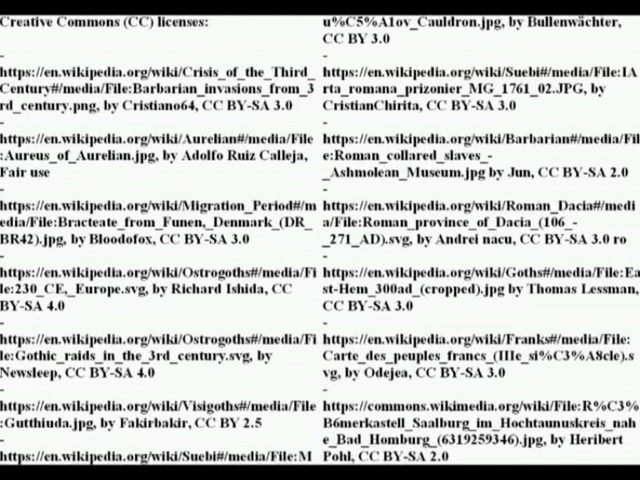 Creative Commons (CC) licenses:
-
https://en.wikipedia.org/wiki/Crisis_of_the_Third_
Century#/media/File:Barbarian_invasions_from_3
rd_century.png, by Cristiano64, CC BY-SA 3.0
-
https://en.wikipedia.org/wiki/Aurelian#/media/File
:Aureus_of_Aurelian.jpg, by Adolfo Ruiz Calleja,
Fair use
-
https://en.wikipedia.org/wiki/Migration_Period#/m
edia/File:Bracteate_from_Funen,_Denmark_(DR_
BR42).jpg, by Bloodofox, CC BY-SA 3.0
-
https://en.wikipedia.org/wiki/Ostrogoths#/media/Fi
le:230_CE,_Europe.svg, by Richard Ishida, CC
BY-SA 4.0
-
https://en.wikipedia.org/wiki/Ostrogoths#/media/Fi
le:Gothic_raids_in_the_3rd_century.svg, by
Newsleep, CC BY-SA 4.0
-
https://en.wikipedia.org/wiki/Visigoths#/media/File
:Gutthiuda.jpg, by Fakirbakir, CC BY 2.5
-
https://en.wikipedia.org/wiki/Suebi#/media/File:M
u%C5%A1ov_Cauldron.jpg, by Bullenwächter,
CC BY 3.0
-
https://en.wikipedia.org/wiki/Suebi#/media/File:IA
rta_romana_prizonier_MG_1761_02.JPG, by
CristianChirita, CC BY-SA 3.0
-
https://en.wikipedia.org/wiki/Barbarian#/media/Fil
e:Roman_collared_slaves_-
_Ashmolean_Museum.jpg by Jun, CC BY-SA 2.0
-
https://en.wikipedia.org/wiki/Roman_Dacia#/medi
a/File:Roman_province_of_Dacia_(106_-
_271_AD).svg, by Andrei nacu, CC BY-SA 3.0 ro
-
https://en.wikipedia.org/wiki/Goths#/media/File:Ea
st-Hem_300ad_(cropped).jpg by Thomas Lessman,
CC BY-SA 3.0
-
https://en.wikipedia.org/wiki/Franks#/media/File:
Carte_des_peuples_francs_(IIIe_si%C3%A8cle).s
vg, by Odejea, CC BY-SA 3.0
-
https://commons.wikimedia.org/wiki/File:R%C3%
B6merkastell_Saalburg_im_Hochtaunuskreis_nah
e_Bad_Homburg_(6319259346).jpg, by Heribert
Pohl, CC BY-SA 2.0